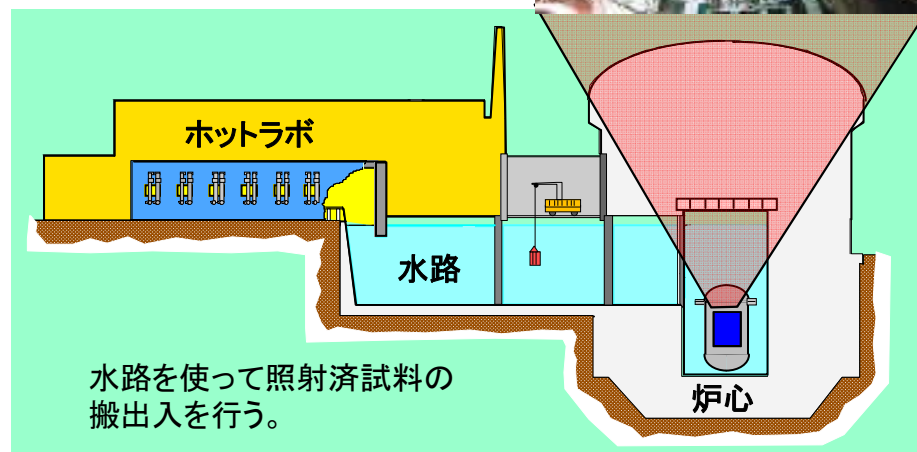 ホットラボ
水路
炉心
水路を使って照射済試料の
搬出入を行う。